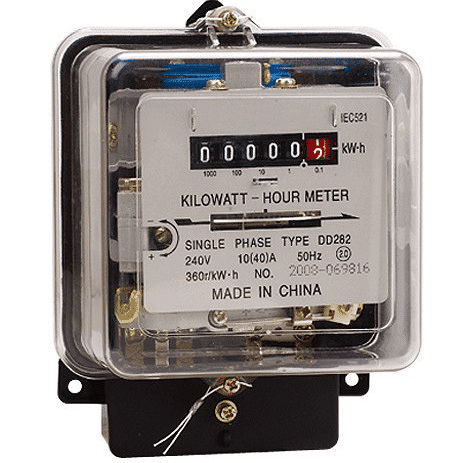 IEC521
0 0 0 0 0 2 kW·h
1000 100 10 1 0.1
KILOWATT - HOUR METER
- +
SINGLE PHASE TYPE DD282
240V 10(40)A 50Hz 2.0
360r/kW·h NO. 2008-069816
MADE IN CHINA